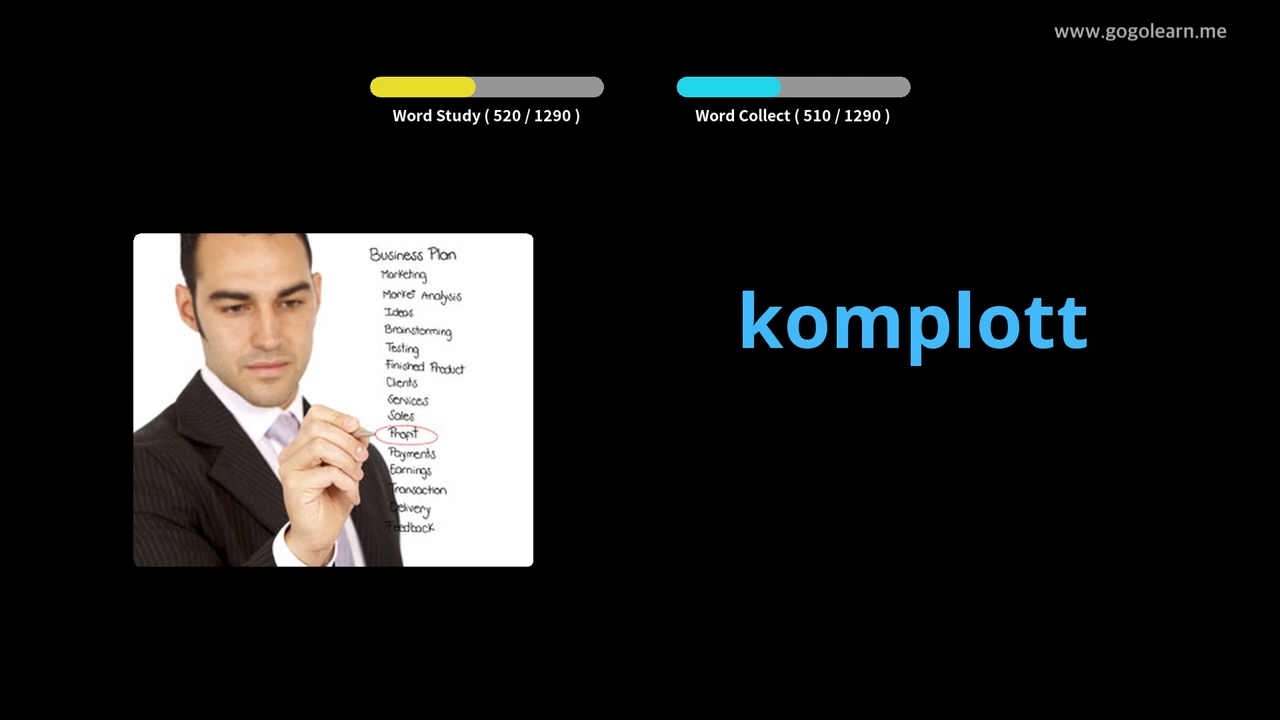 www.gogolearn.me
Word Study ( 520 / 1290 )
Word Collect ( 510 / 1290 )
Business Plan
Marketing
Market Analysis
Ideas
Brainstorming
Testing
Finished Product
Clients
Services
Sales
Profit
Payments
Earnings
Transaction
Delivery
Feedback
komplott